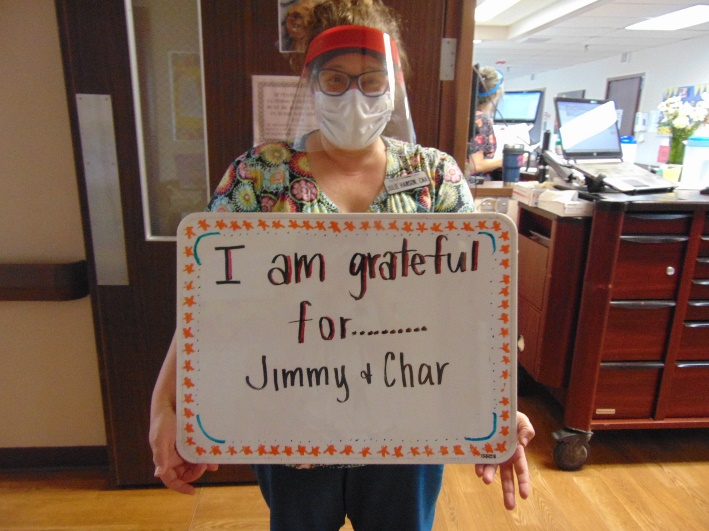 I am grateful
for..........
Jimmy & Char